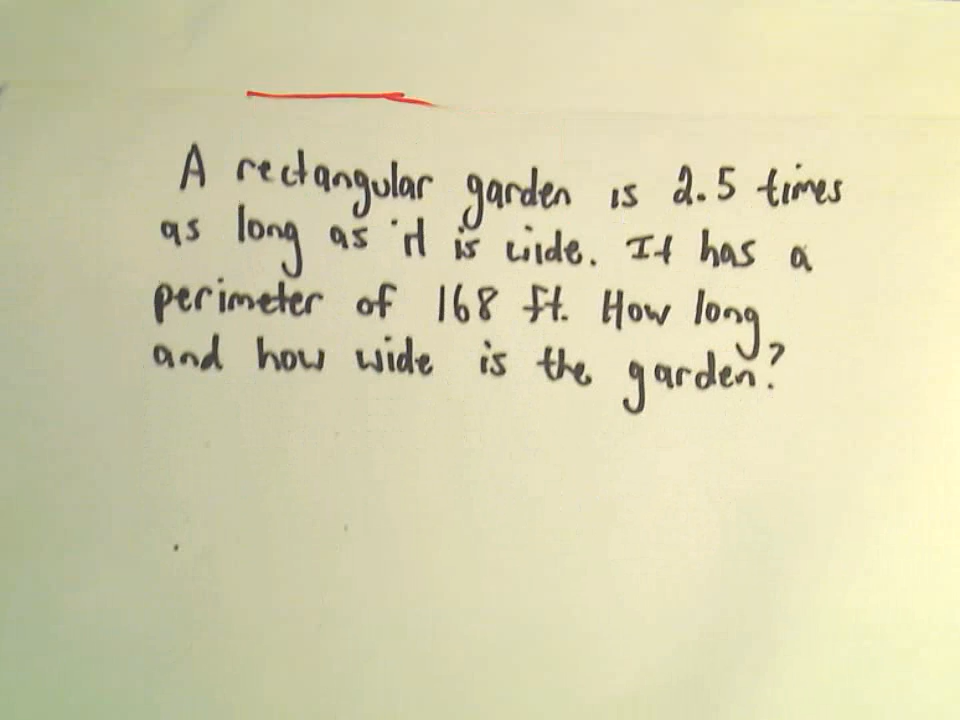 A rectangular garden is 2.5 times
as long as it is wide. It has a
perimeter of 168 ft. How long
and how wide is the garden?